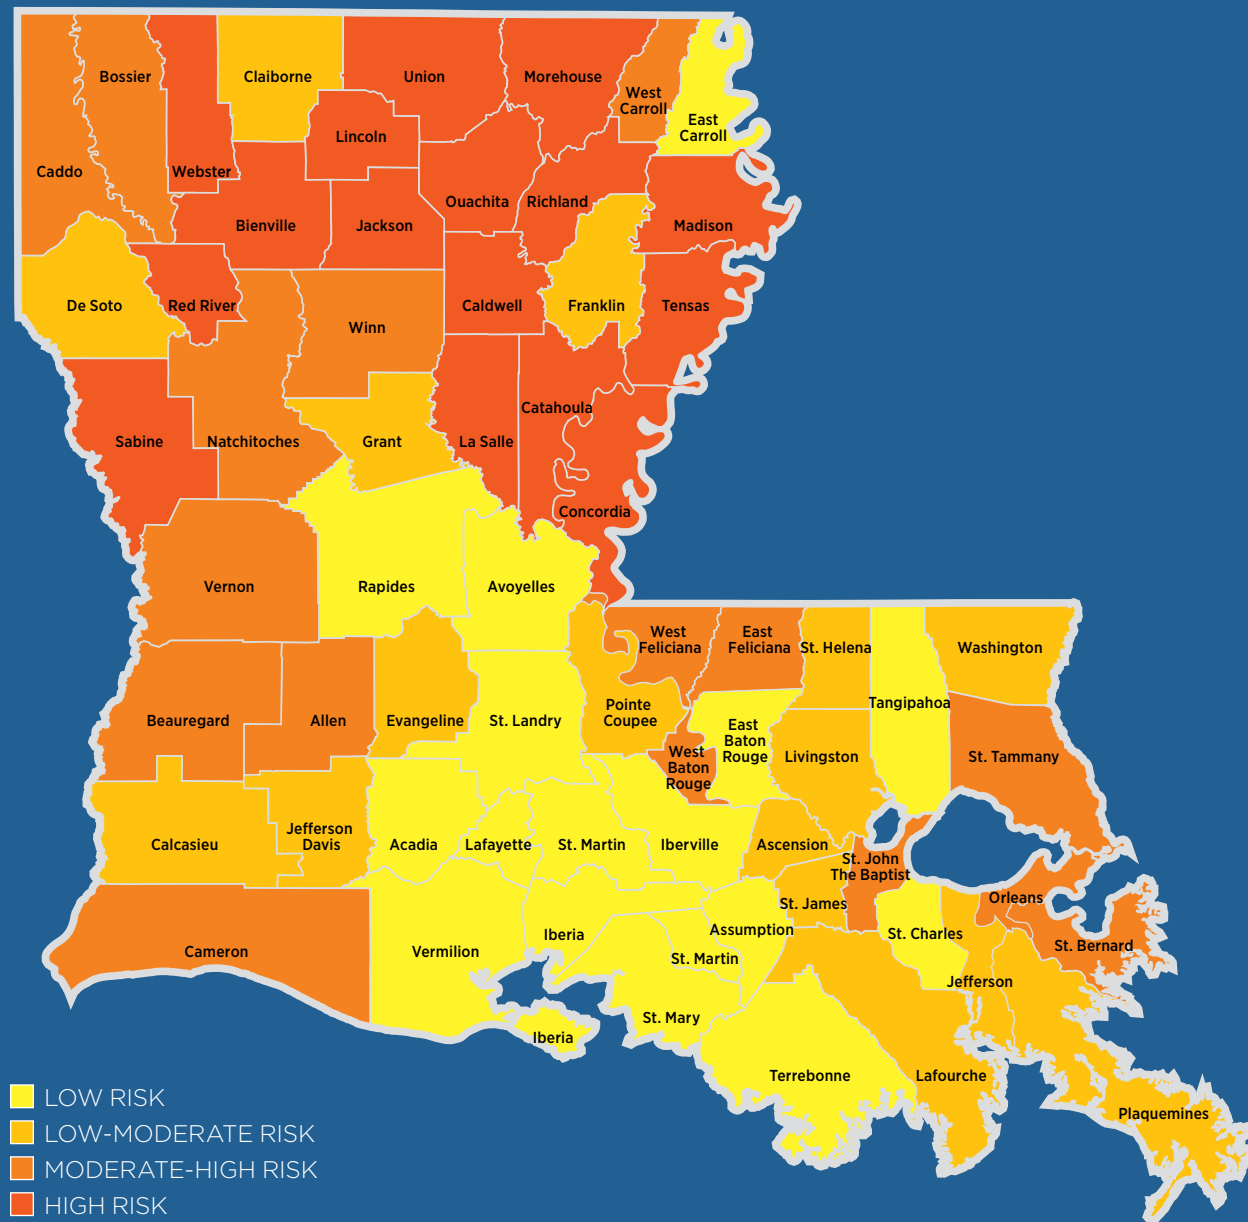 Bossier
Claiborne
Union
Morehouse
West
Carroll
East
Carroll
Lincoln
Caddo
Webster
Ouachita
Richland
Bienville
Jackson
Madison
De Soto
Red River
Caldwell
Franklin
Tensas
Winn
Catahoula
Sabine
Natchitoches
Grant
La Salle
Concordia
Vernon
Rapides
Avoyelles
West
Feliciana
East
Feliciana
St. Helena
Washington
Tangipahoa
Beauregard
Allen
Evangeline
St. Landry
Pointe
Coupee
East
Baton
Rouge
West
Baton
Rouge
Livingston
St. Tammany
Calcasieu
Jefferson
Davis
Acadia
Lafayette
St. Martin
Iberville
Ascension
St. John
The Baptist
St. James
Orleans
Assumption
St. Charles
Iberia
St. Bernard
Cameron
Vermilion
St. Martin
Jefferson
St. Mary
Iberia
Terrebonne
Lafourche
Plaquemines
LOW RISK
LOW-MODERATE RISK
MODERATE-HIGH RISK
HIGH RISK